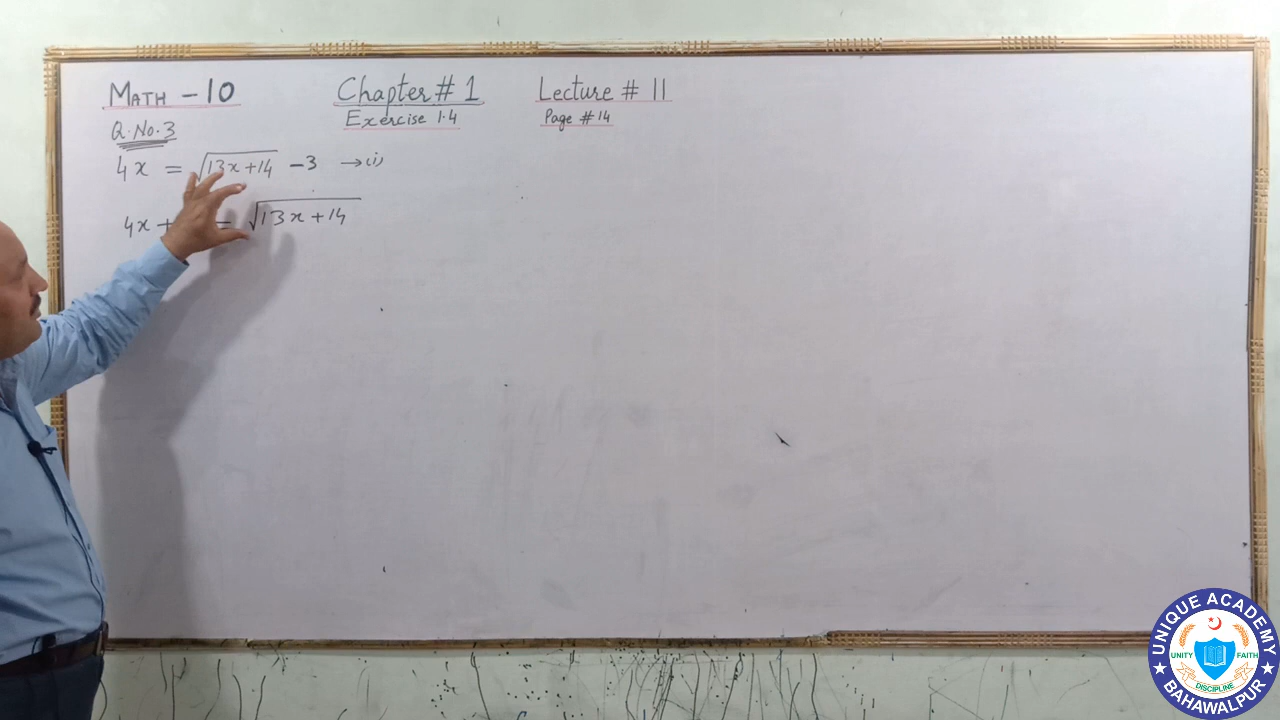 MATH - 10 Chapter # 1 Lecture # 11
Exercise 1.4 Page # 14
Q.No.3
4x = √13x+14 - 3 → (i)
4x + = √13x+14
UNIQUE ACADEMY
UNITY FAITH
DISCIPLINE
BAHAWALPUR